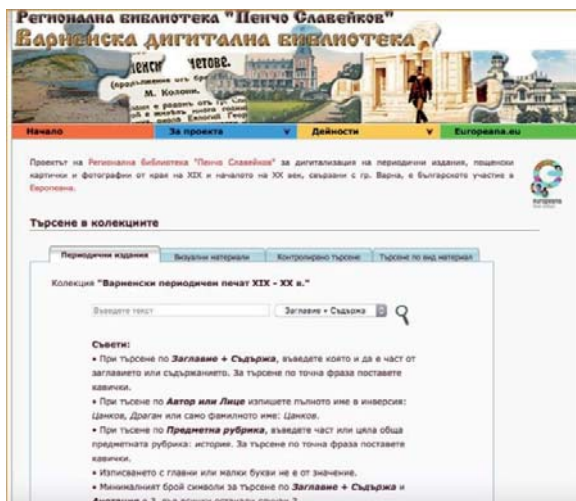 Регионална библиотека "Пенчо Славейков"
Варненска дигитална библиотека
М. Колони.
Начало За проекта Дейности Europeana.eu
Проектът на Регионална библиотека "Пенчо Славейков" за дигитализация на периодични издания, пощенски
картички и фотографии от края на XIX и началото на XX век, свързани с гр. Варна, е българското участие в
Европеана.
europeana
Търсене в колекциите
Периодични издания Визуални материали Контролирано търсене Търсене по вид материал
Колекция "Варненски периодичен печат XIX - XX в."
Въведете текст Заглавие + Съдържа
Съвети:
• При търсене по Заглавие + Съдържа, въведете която и да е част от
заглавието или съдържанието. За търсене по точна фраза поставете
кавички.
• При тъсене по Автор или Лице изпишете пълното име в инверсия:
Цанков, Драган или само фамилното име: Цанков.
• При тъсене по Предметна рубрика, въведете част или цяла обща
предметната рубрика: история. За търсене по точна фраза поставете
кавички.
• Изписването с главни или малки букви не е от значение.
• Минималният брой символи за търсене по Заглавие + Съдържа и